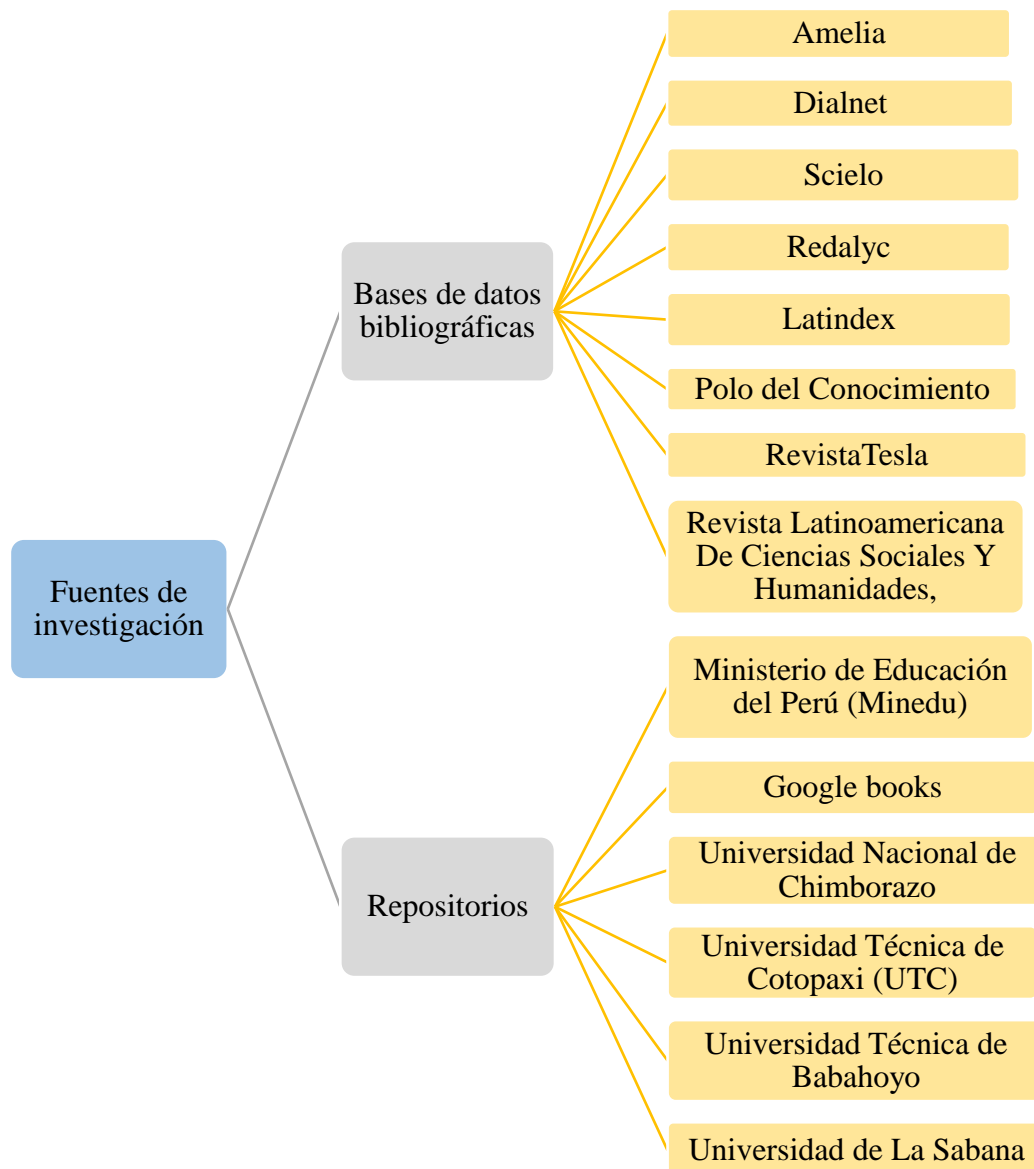 Fuentes de
investigación
Bases de datos
bibliográficas
Amelia
Dialnet
Scielo
Redalyc
Latindex
Polo del Conocimiento
RevistaTesla
Revista Latinoamericana
De Ciencias Sociales Y
Humanidades,
Repositorios
Ministerio de Educación
del Perú (Minedu)
Google books
Universidad Nacional de
Chimborazo
Universidad Técnica de
Cotopaxi (UTC)
Universidad Técnica de
Babahoyo
Universidad de La Sabana